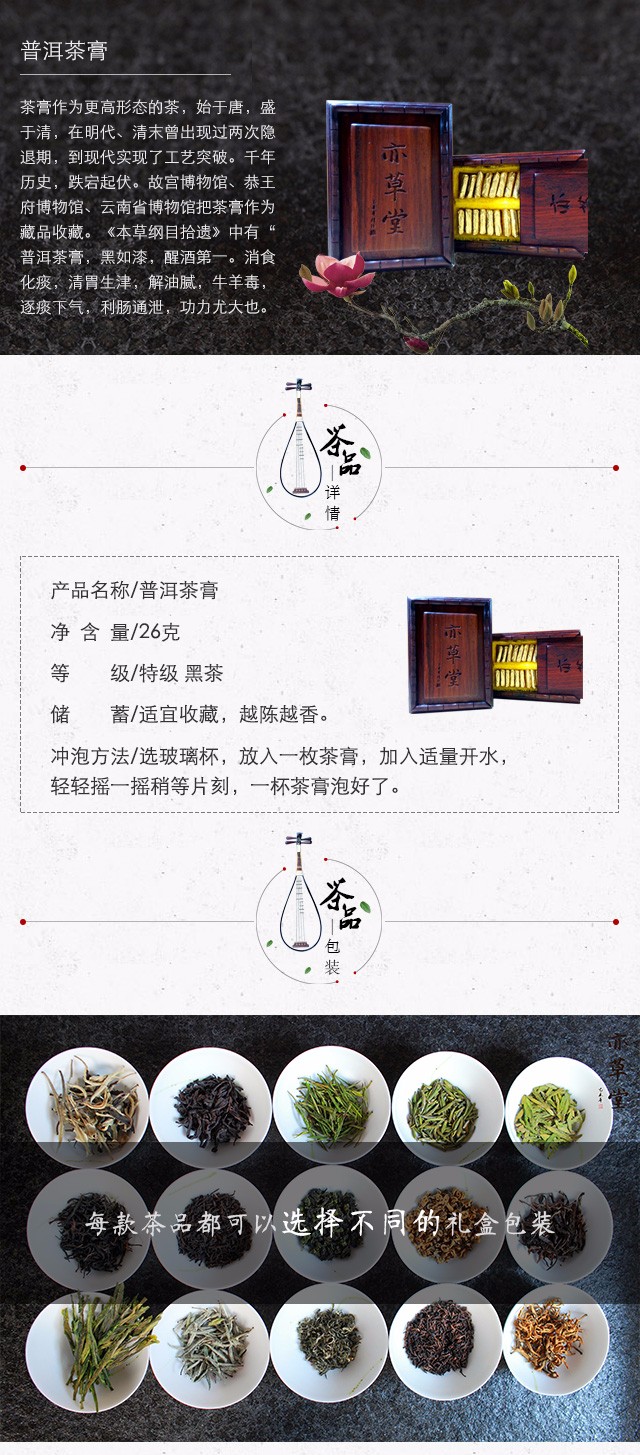 普洱茶膏
茶膏作为更高形态的茶，始于唐，盛
于清，在明代、清末曾出现过两次隐
退期，到现代实现了工艺突破。千年
历史，跌宕起伏。故宫博物馆、恭王
府博物馆、云南省博物馆把茶膏作为
藏品收藏。《本草纲目拾遗》中有“
普洱茶膏，黑如漆，醒酒第一。消食
化痰，清胃生津，解油腻，牛羊毒，
逐痰下气，利肠通泄，功力尤大也。
亦草堂
茶品
详情
产品名称/普洱茶膏
净 含 量/26克
等 级/特级 黑茶
储 蓄/适宜收藏，越陈越香。
冲泡方法/选玻璃杯，放入一枚茶膏，加入适量开水，
轻轻摇一摇稍等片刻，一杯茶膏泡好了。
亦草堂
茶品
包装
亦草堂
每款茶品都可以选择不同的礼盒包装